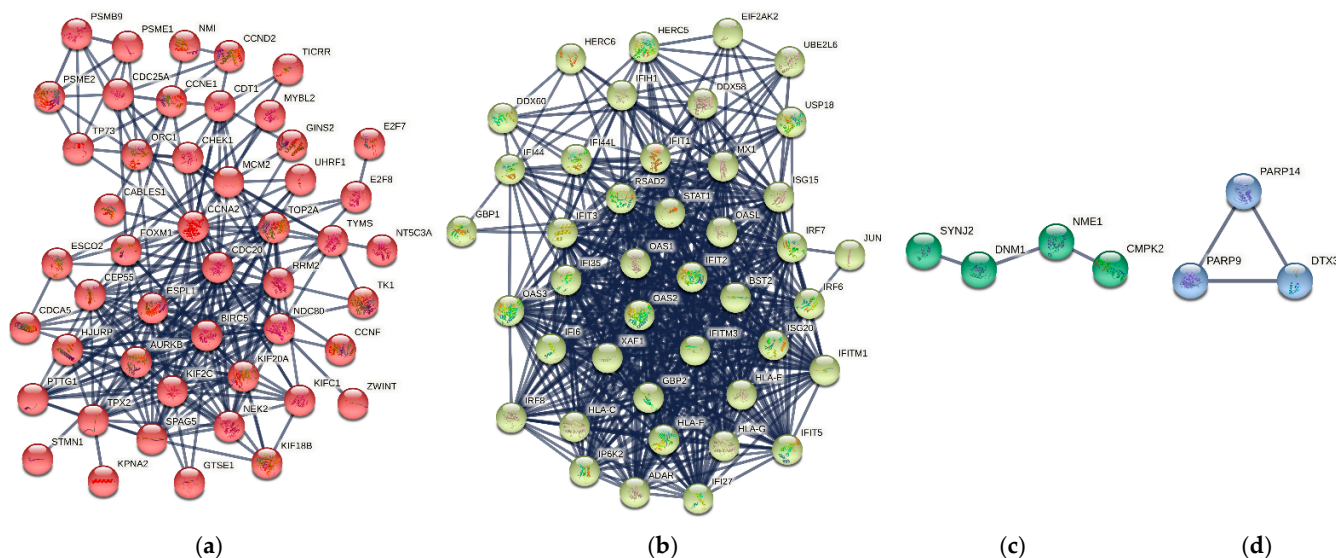 PSMB9
PSME1
NMI
CCND2
TICRR
PSME2
CDC25A
CCNE1
CDT1
MYBL2
TP73
ORC1
CHEK1
GINS2
E2F7
MCM2
UHRF1
E2F8
CABLES1
CCNA2
TOP2A
TYMS
NT5C3A
FOXM1
ESCO2
CDC20
RRM2
CEP55
ESPL1
TK1
CDCA5
HJURP
BIRC5
NDC80
CCNF
AURKB
KIF20A
PTTG1
KIF2C
KIFC1
ZWINT
TPX2
SPAG5
NEK2
STMN1
KIF18B
KPNA2
GTSE1
(a)
HERC6
HERC5
EIF2AK2
UBE2L6
IFIH1
DDX58
DDX60
USP18
IFI44
IFI44L
IFIT1
MX1
RSAD2
STAT1
ISG15
GBP1
IFIT3
OASL
IRF7
JUN
OAS1
IFIT2
IFI35
BST2
IRF6
OAS3
OAS2
IFI6
XAF1
IFITM3
ISG20
IFITM1
GBP2
HLA-E
IRF8
HLA-C
HLA-F
HLA-G
IFIT5
IP6K2
ADAR
IFI27
(b)
SYNJ2
DNM1
NME1
CMPK2
(c)
PARP14
PARP9
DTX3
(d)